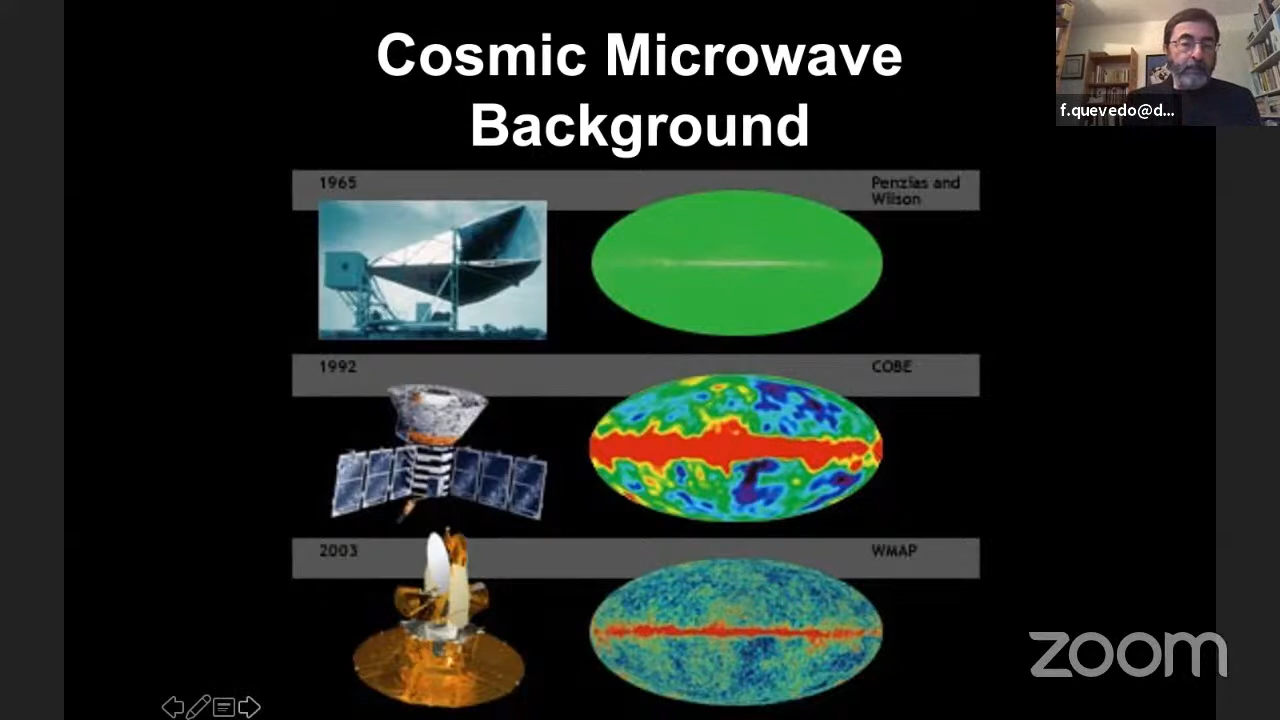 Cosmic Microwave
Background
f.quevedo@d...
1965
Penzias and
Wilson
1992
COBE
2003
WMAP
zoom